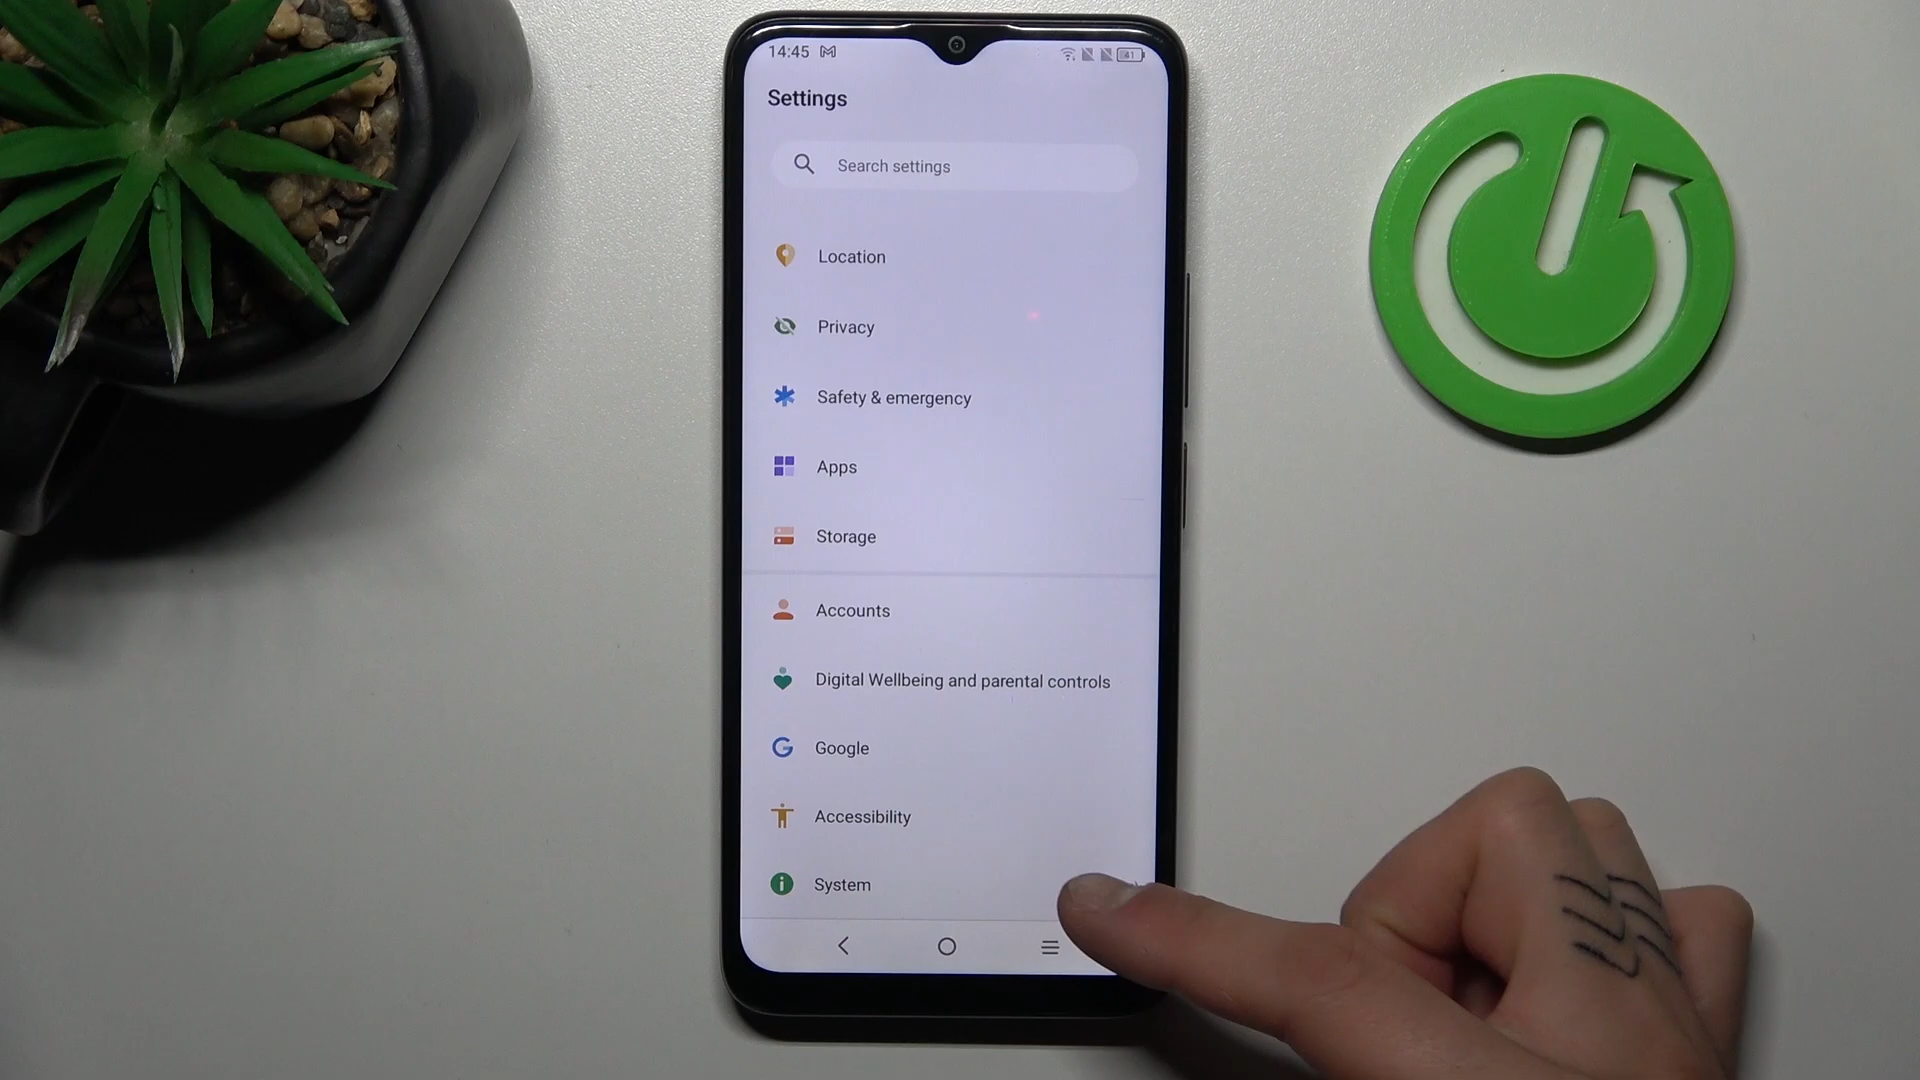 14:45
41
Settings
Search settings
Location
Privacy
Safety & emergency
Apps
Storage
Accounts
Digital Wellbeing and parental controls
Google
Accessibility
System